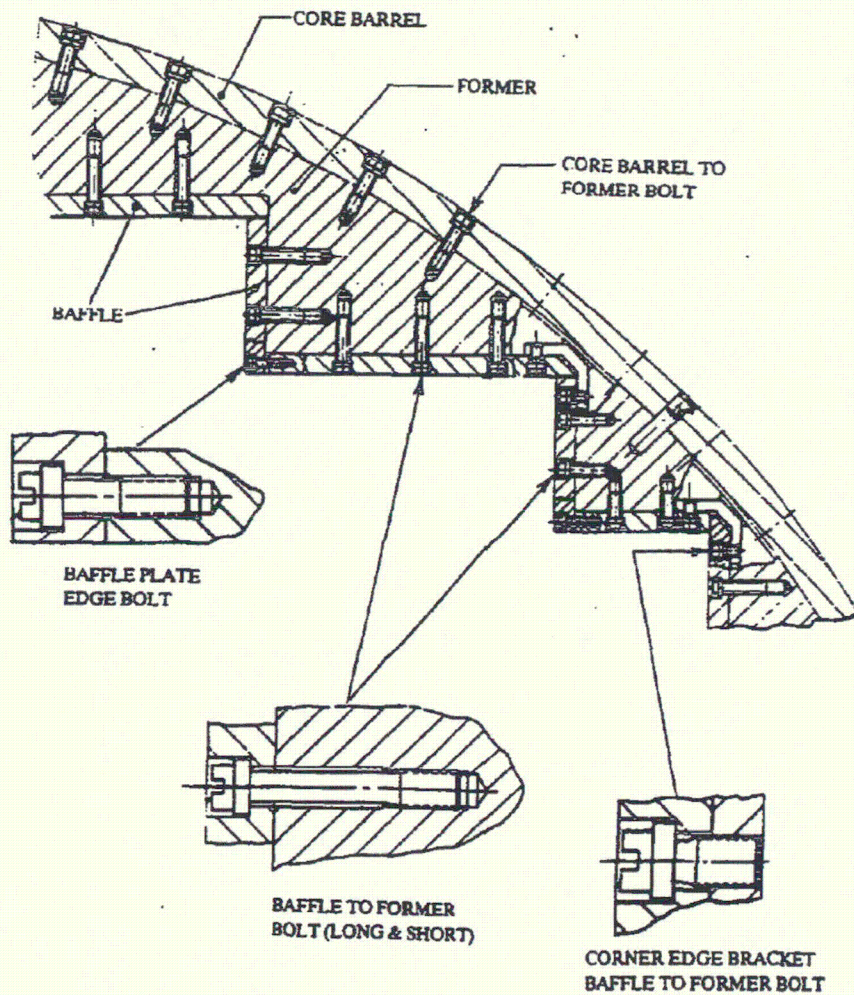 CORE BARREL
FORMER
CORE BARREL TO
FORMER BOLT
BAFFLE
BAFFLE PLATE
EDGE BOLT
BAFFLE TO FORMER
BOLT (LONG & SHORT)
CORNER EDGE BRACKET
BAFFLE TO FORMER BOLT